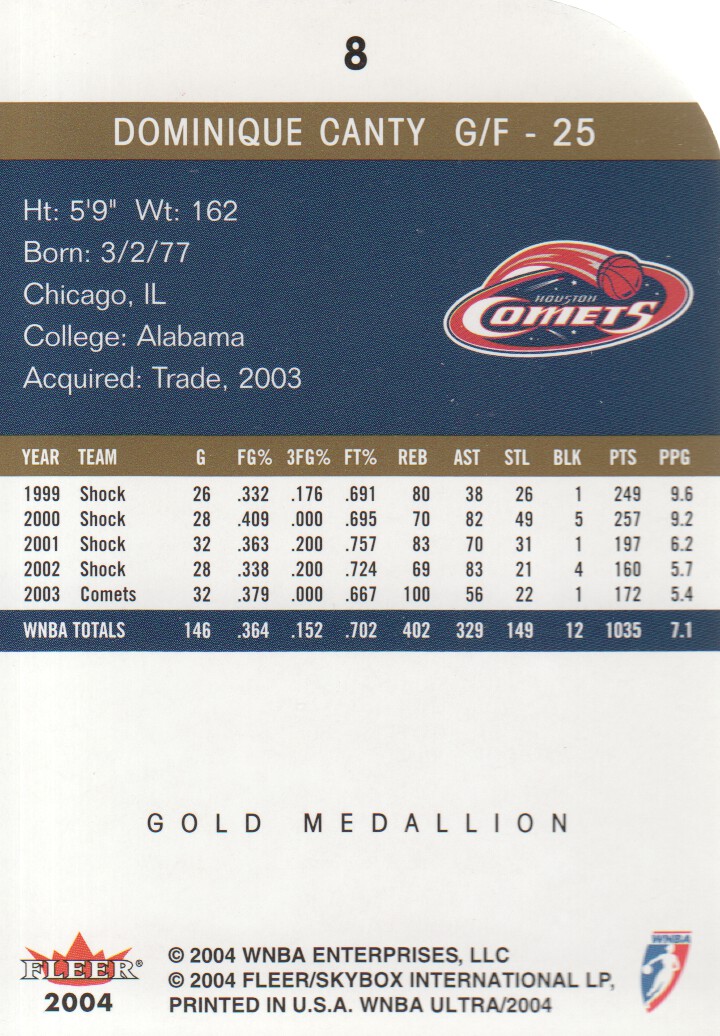 8
DOMINIQUE CANTY G/F - 25
Ht: 5'9" Wt: 162
Born: 3/2/77
Chicago, IL
College: Alabama
Acquired: Trade, 2003
HOUSTON
COMETS
YEAR TEAM G FG% 3FG% FT% REB AST STL BLK PTS PPG
1999 Shock 26 .332 .176 .691 80 38 26 1 249 9.6
2000 Shock 28 .409 .000 .695 70 82 49 5 257 9.2
2001 Shock 32 .363 .200 .757 83 70 31 1 197 6.2
2002 Shock 28 .338 .200 .724 69 83 21 4 160 5.7
2003 Comets 32 .379 .000 .667 100 56 22 1 172 5.4
WNBA TOTALS 146 .364 .152 .702 402 329 149 12 1035 7.1
GOLD MEDALLION
FLEER®
2004
© 2004 WNBA ENTERPRISES, LLC
© 2004 FLEER/SKYBOX INTERNATIONAL LP,
PRINTED IN U.S.A. WNBA ULTRA/2004
WNBA